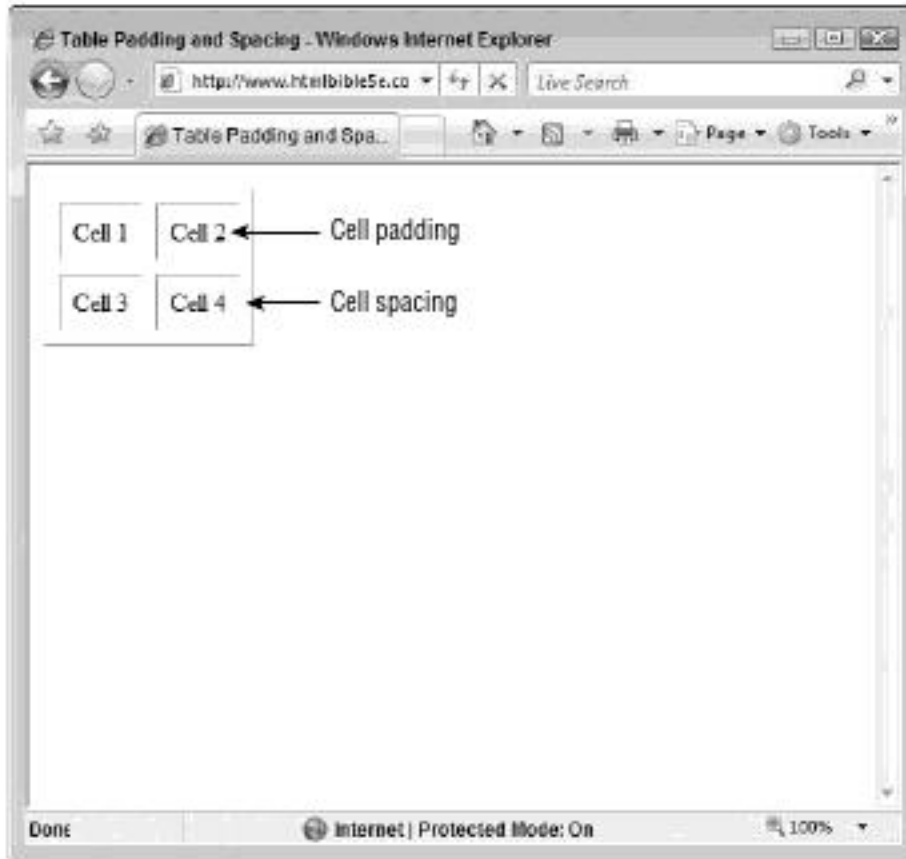 Table Padding and Spacing - Windows Internet Explorer
http://www.htmlbible5e.co
Live Search
Table Padding and Spa...
Page
Tools
Cell 1 Cell 2 Cell padding
Cell 3 Cell 4 Cell spacing
Done
Internet | Protected Mode: On
100%